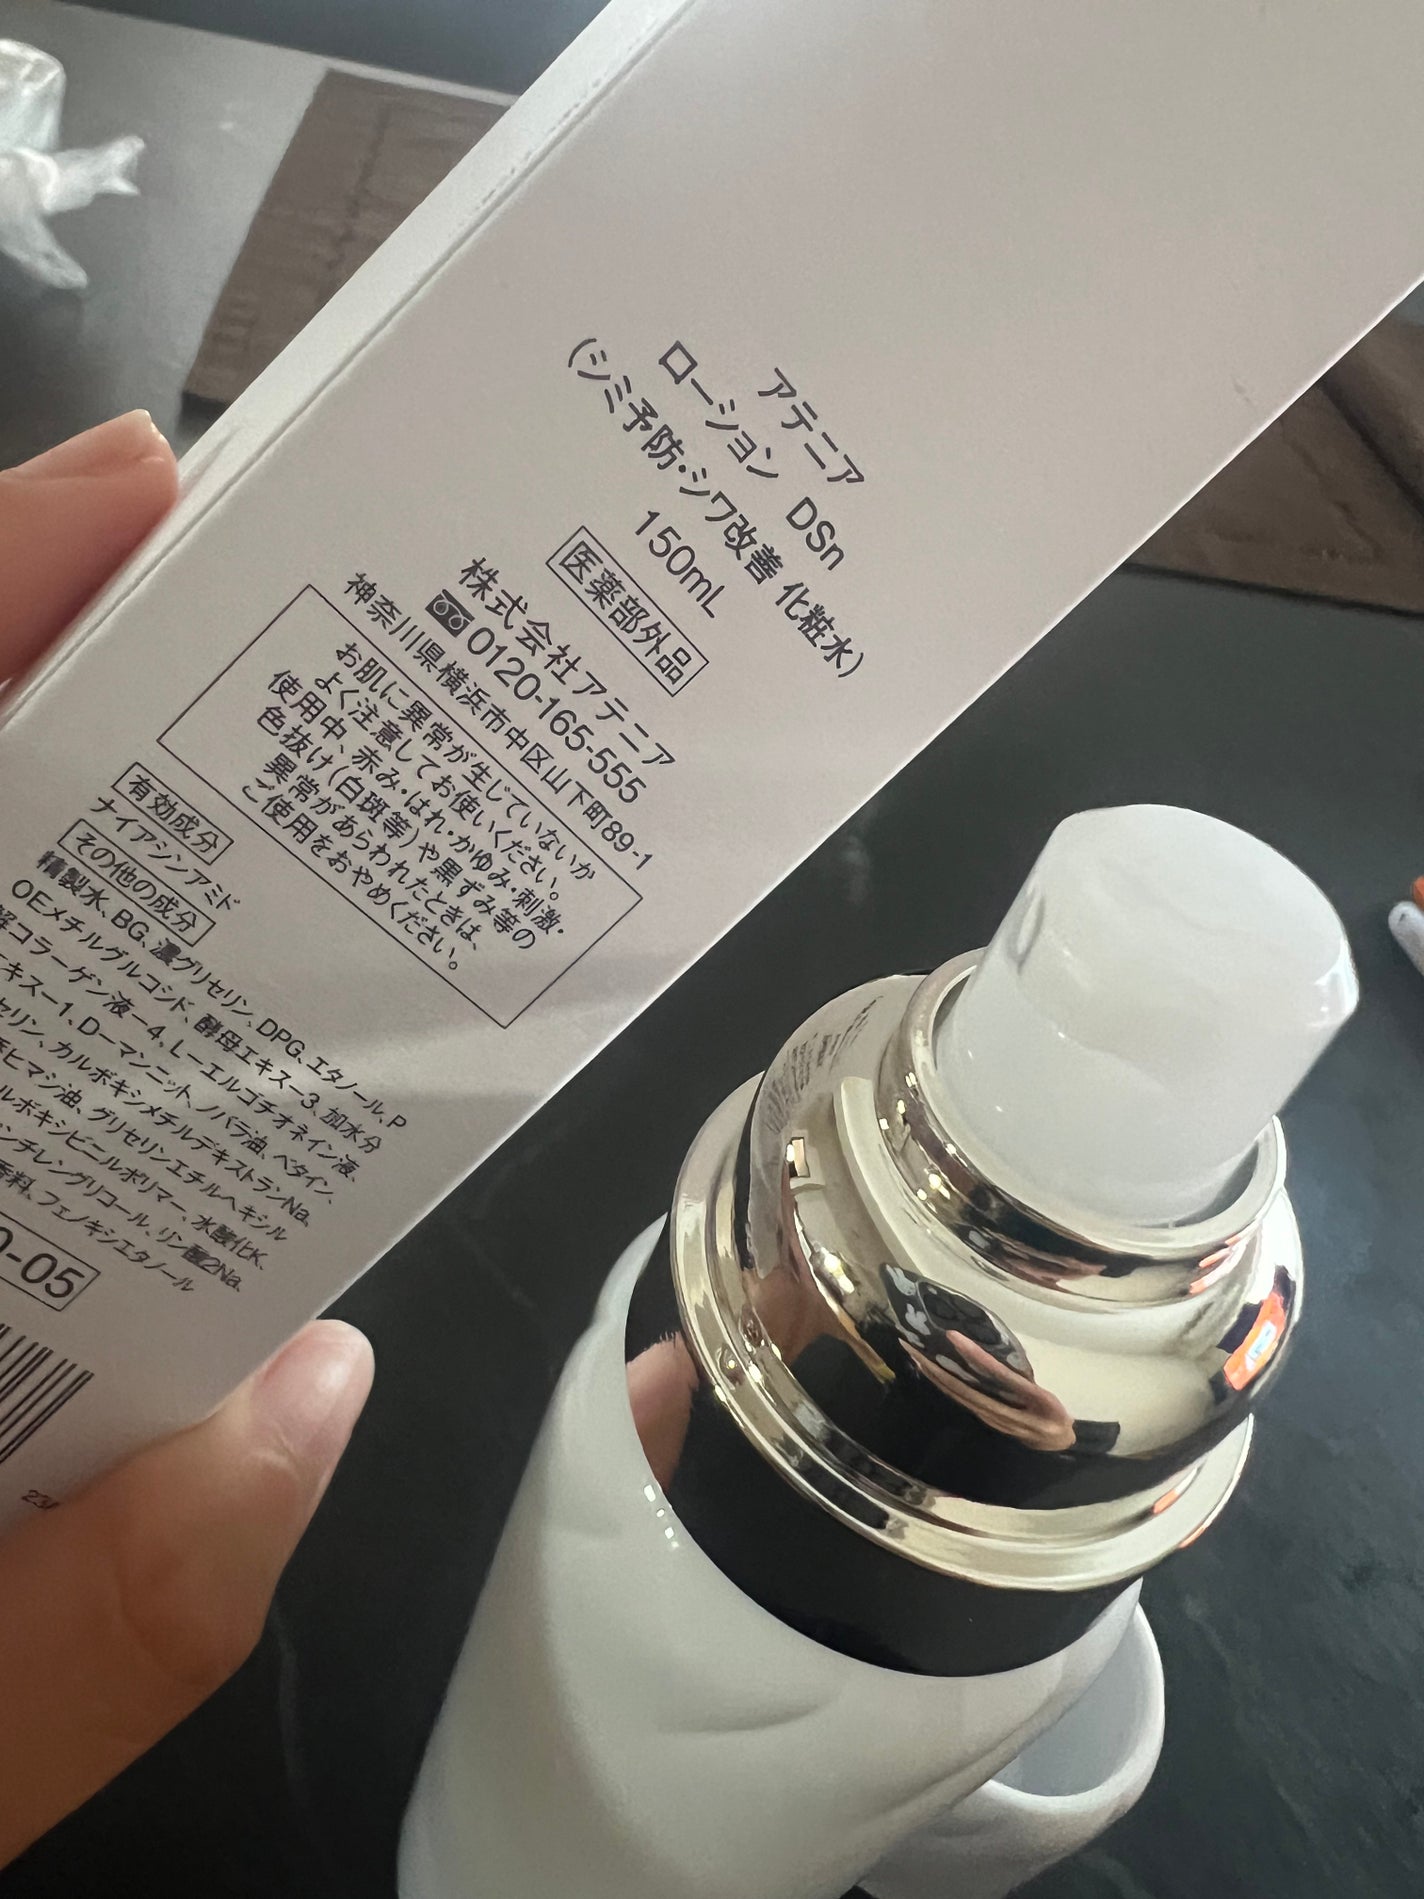 アテニア
ローション DSn
(シミ予防・シワ改善 化粧水)
150mL
医薬部外品
株式会社アテニア
0120-165-555
神奈川県横浜市中区山下町89-1
お肌に異常が生じていないか
よく注意してお使いください。
使用中、赤み・はれ・かゆみ・刺激・
色抜け(白斑等)や黒ずみ等の
異常があらわれたときは、
ご使用をおやめください。
有効成分
ナイアシンアミド
その他の成分
精製水、BG、濃グリセリン、DPG、エタノール、P
OEメチルグルコシド、酵母エキス－3、加水分
解コラーゲン液－4、L－エルゴチオネイン液、
エキス－1、D－マンニット、ノバラ油、ベタイン、
セリン、カルボキシメチルデキストランNa、
ヒマシ油、グリセリンエチルヘキシル
ルボキシビニルポリマー、水酸化K、
ンチレングリコール、リン酸2Na、
香料、フェノキシエタノール
-05